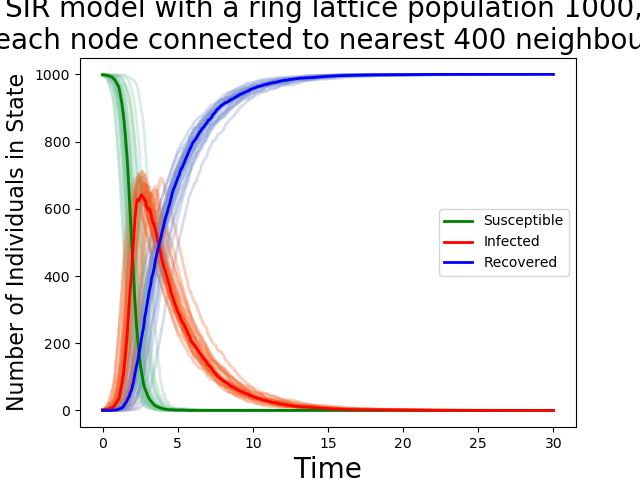 SIR model with a ring lattice population 1000,
each node connected to nearest 400 neighbou
Number of Individuals in State
1000
800
600
400
200
0
Susceptible
Infected
Recovered
0 5 10 15 20 25 30
Time